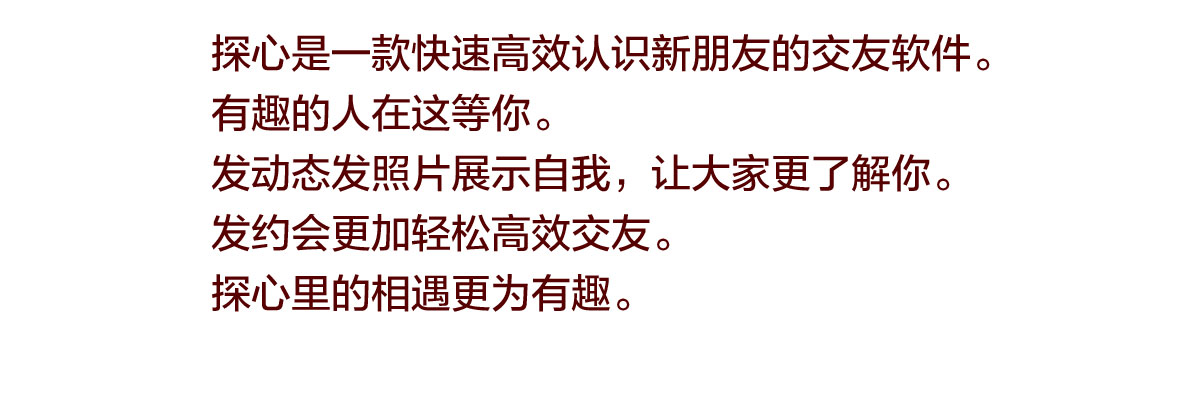 探心是一款快速高效认识新朋友的交友软件。
有趣的人在这等你。
发动态发照片展示自我，让大家更了解你。
发约会更加轻松高效交友。
探心里的相遇更为有趣。